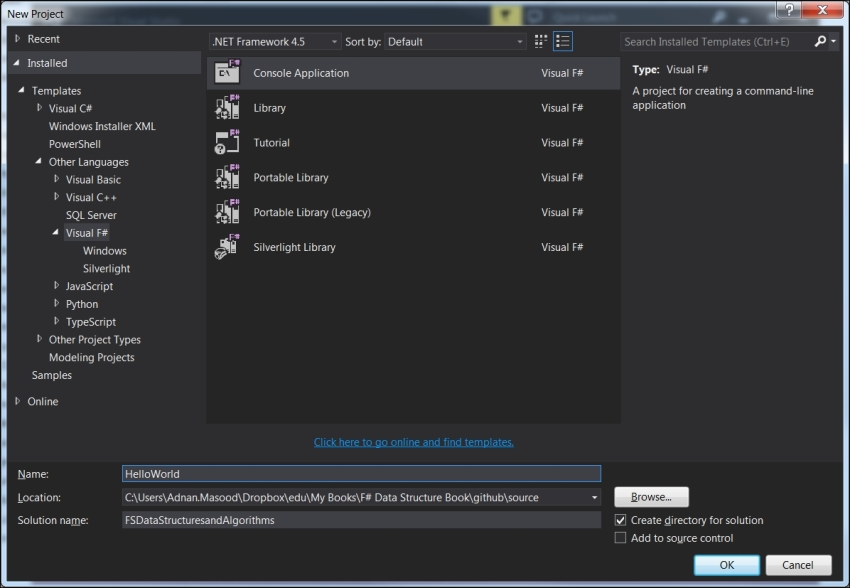 New Project
Quick Launch
Recent
.NET Framework 4.5 Sort by: Default Search Installed Templates (Ctrl+E)
Installed
Templates
Visual C#
Windows Installer XML
PowerShell
Other Languages
Visual Basic
Visual C++
SQL Server
Visual F#
Windows
Silverlight
JavaScript
Python
TypeScript
Other Project Types
Modeling Projects
Samples
Online
Console Application Visual F#
Library Visual F#
Tutorial Visual F#
Portable Library Visual F#
Portable Library (Legacy) Visual F#
Silverlight Library Visual F#
Type: Visual F#
A project for creating a command-line
application
Click here to go online and find templates.
Name: HelloWorld
Location: C:\Users\Adnan.Masood\Dropbox\edu\My Books\F# Data Structure Book\github\source Browse...
Solution name: FSDataStructuresandAlgorithms
Create directory for solution
Add to source control
OK Cancel